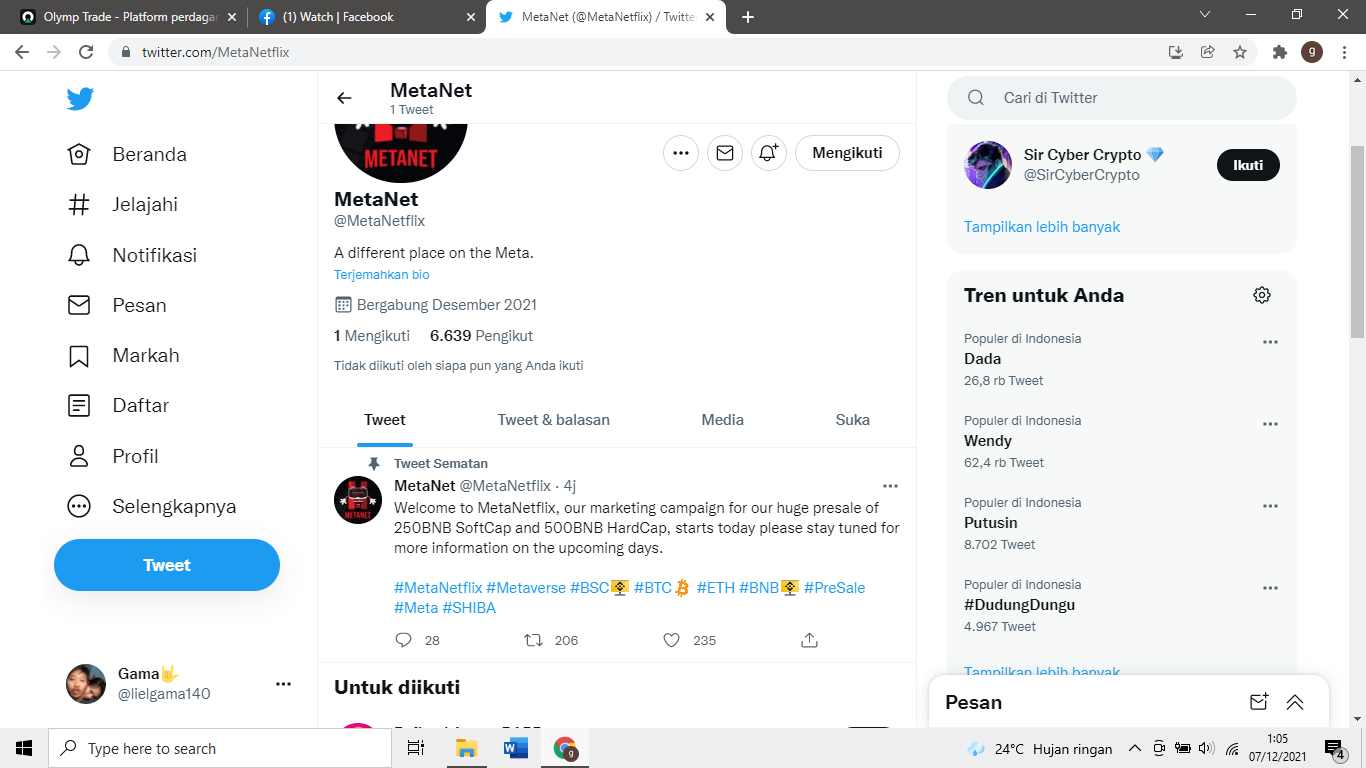 Olymp Trade - Platform perdagan
(1) Watch | Facebook
MetaNet (@MetaNetflix) / Twitte
twitter.com/MetaNetflix
g
MetaNet
1 Tweet
METANET
Mengikuti
MetaNet
@MetaNetflix
A different place on the Meta.
Terjemahkan bio
Bergabung Desember 2021
1 Mengikuti 6.639 Pengikut
Tidak diikuti oleh siapa pun yang Anda ikuti
Tweet Tweet & balasan Media Suka
Tweet Sematan
MetaNet @MetaNetflix · 4j
METANET
Welcome to MetaNetflix, our marketing campaign for our huge presale of
250BNB SoftCap and 500BNB HardCap, starts today please stay tuned for
more information on the upcoming days.
#MetaNetflix #Metaverse #BSC #BTC #ETH #BNB #PreSale
#Meta #SHIBA
28 206 235
Untuk diikuti
Beranda
Jelajahi
Notifikasi
Pesan
Markah
Daftar
Profil
Selengkapnya
Tweet
Gama🤟
@lielgama140
Cari di Twitter
Sir Cyber Crypto 💎
@SirCyberCrypto
Ikuti
Tampilkan lebih banyak
Tren untuk Anda
Populer di Indonesia
Dada
26,8 rb Tweet
Populer di Indonesia
Wendy
62,4 rb Tweet
Populer di Indonesia
Putusin
8.702 Tweet
Populer di Indonesia
#DudungDungu
4.967 Tweet
Tampilkan lebih banyak
Pesan
Type here to search
g
24°C Hujan ringan
1:05
07/12/2021
4